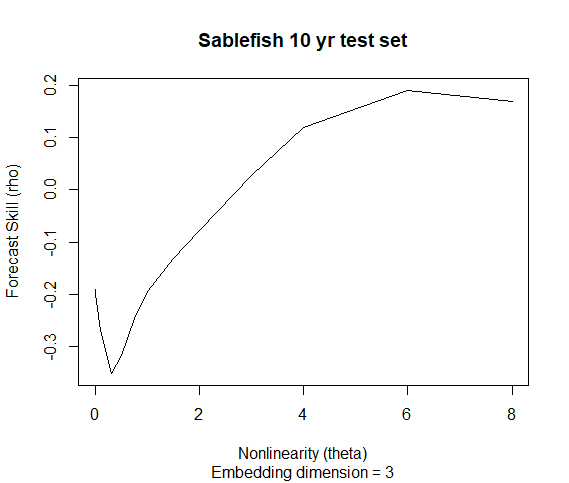 Sablefish 10 yr test set
Forecast Skill (rho)
0.2
0.1
0.0
-0.1
-0.2
-0.3
0 2 4 6 8
Nonlinearity (theta)
Embedding dimension = 3